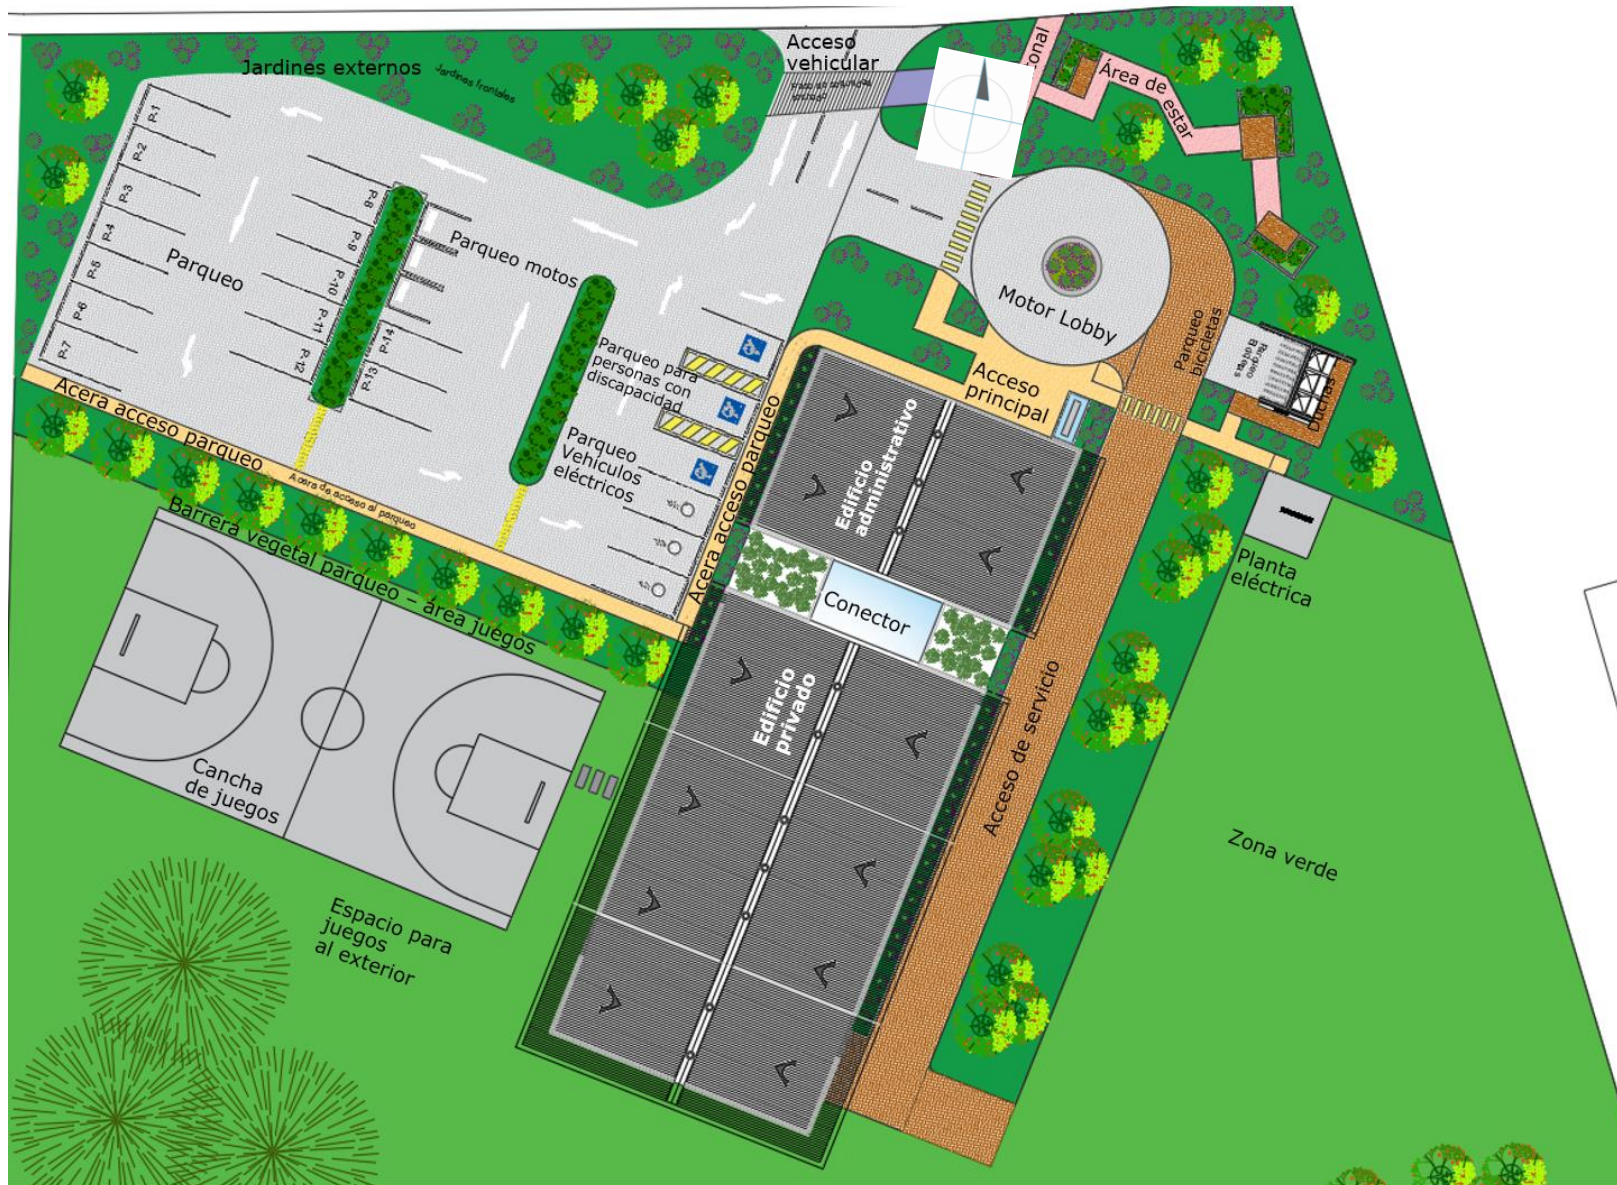 Acceso
vehicular
Jardines externos
Jardines frontales
onal
Área de
estar
P-1
P-2
P-3
P-4
P-5
P-6
P-7
P-8
P-9
P-10
P-11
P-12
P-13
P-14
Parqueo
Parqueo motos
Motor Lobby
Parqueo
bicicletas
Duchas
Parqueo para
personas con
discapacidad
Parqueo
Vehículos
eléctricos
Acceso
principal
Acera acceso parqueo
Acera de acceso al parqueo
Acera acceso parqueo
Barrera vegetal parqueo – área juegos
Edificio
administrativo
Conector
Edificio
privado
Planta
eléctrica
Acceso de servicio
Cancha
de juegos
Espacio para
juegos
al exterior
Zona verde